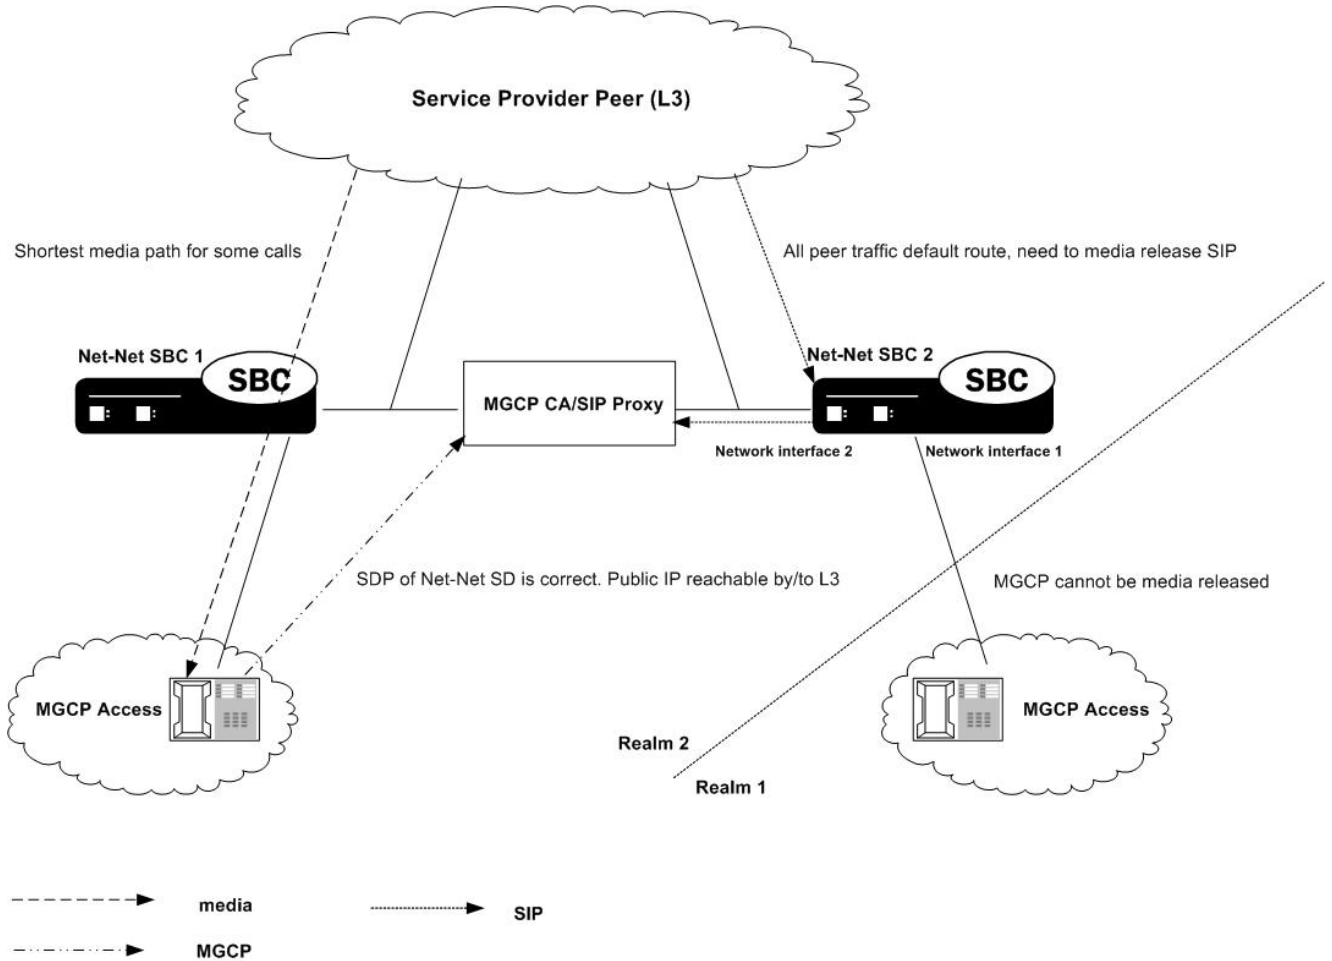 Service Provider Peer (L3)
Shortest media path for some calls
All peer traffic default route, need to media release SIP
Net-Net SBC 1
SBC
MGCP CA/SIP Proxy
Net-Net SBC 2
SBC
Network interface 2
Network interface 1
SDP of Net-Net SD is correct. Public IP reachable by/to L3
MGCP cannot be media released
MGCP Access
MGCP Access
Realm 2
Realm 1
media
SIP
MGCP